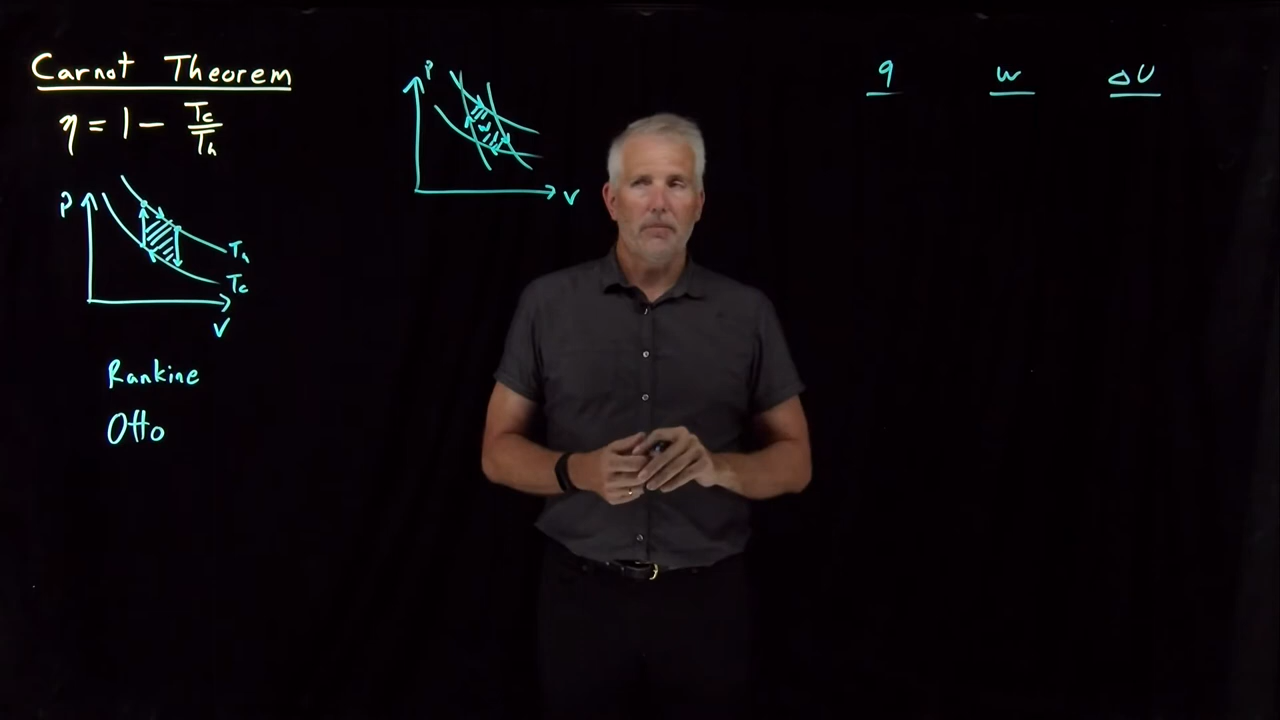 Carnot Theorem
η = 1 - Tc/Th
P
Th
Tc
V
Rankine
Otto
P
V
q w ΔU